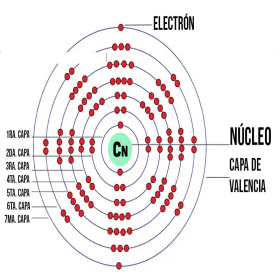 ELECTRÓN
CN
NÚCLEO
CAPA DE
VALENCIA
1RA. CAPA
2DA. CAPA
3RA. CAPA
4TA. CAPA
5TA. CAPA
6TA. CAPA
7MA. CAPA